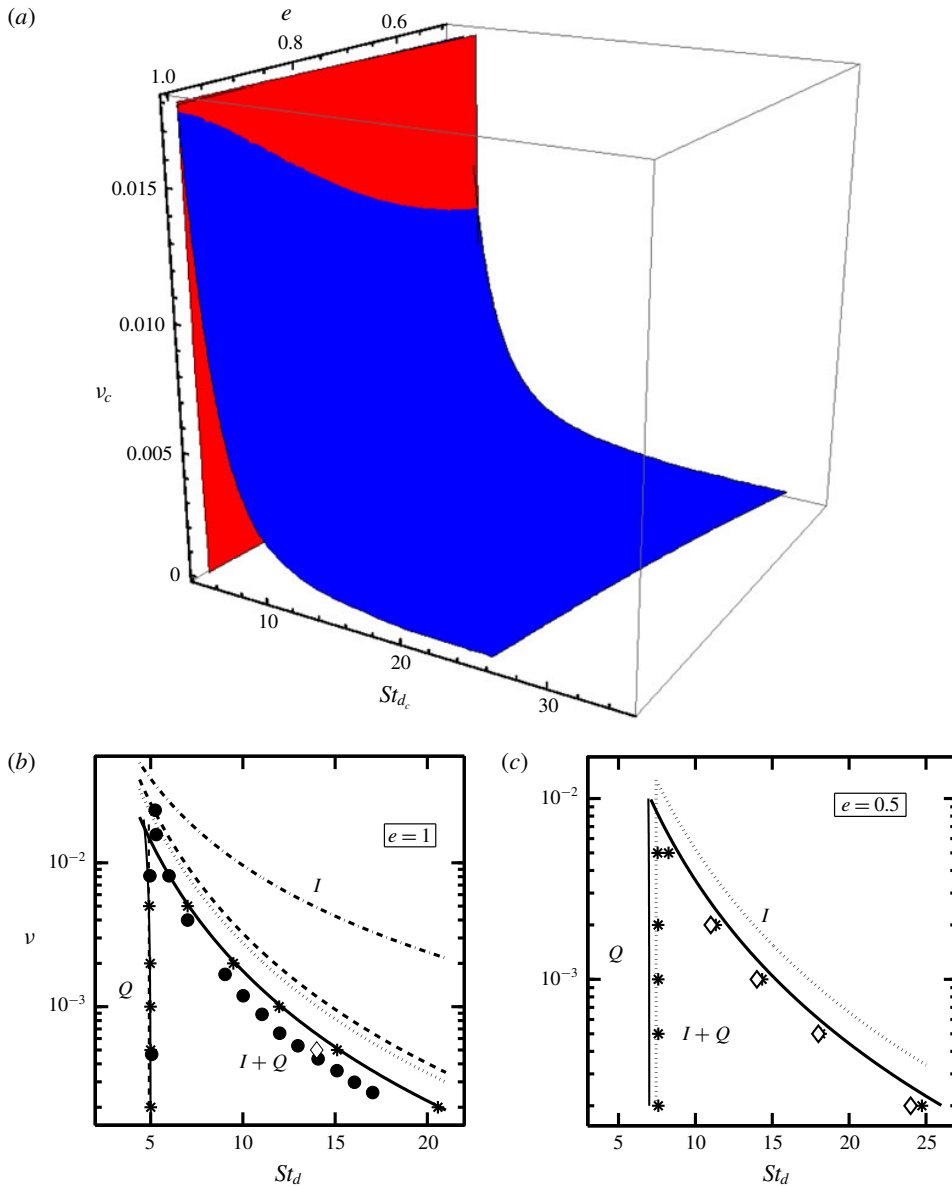 (a)
e
0.6
0.8
1.0
0.015
0.010
ν_c
0.005
0
10
20
30
St_{d_c}
(b)
e = 1
10^{−2}
I
ν
Q
10^{−3}
I + Q
5 10 15 20
St_d
(c)
10^{−2}
e = 0.5
I
Q
10^{−3}
I + Q
5 10 15 20 25
St_d